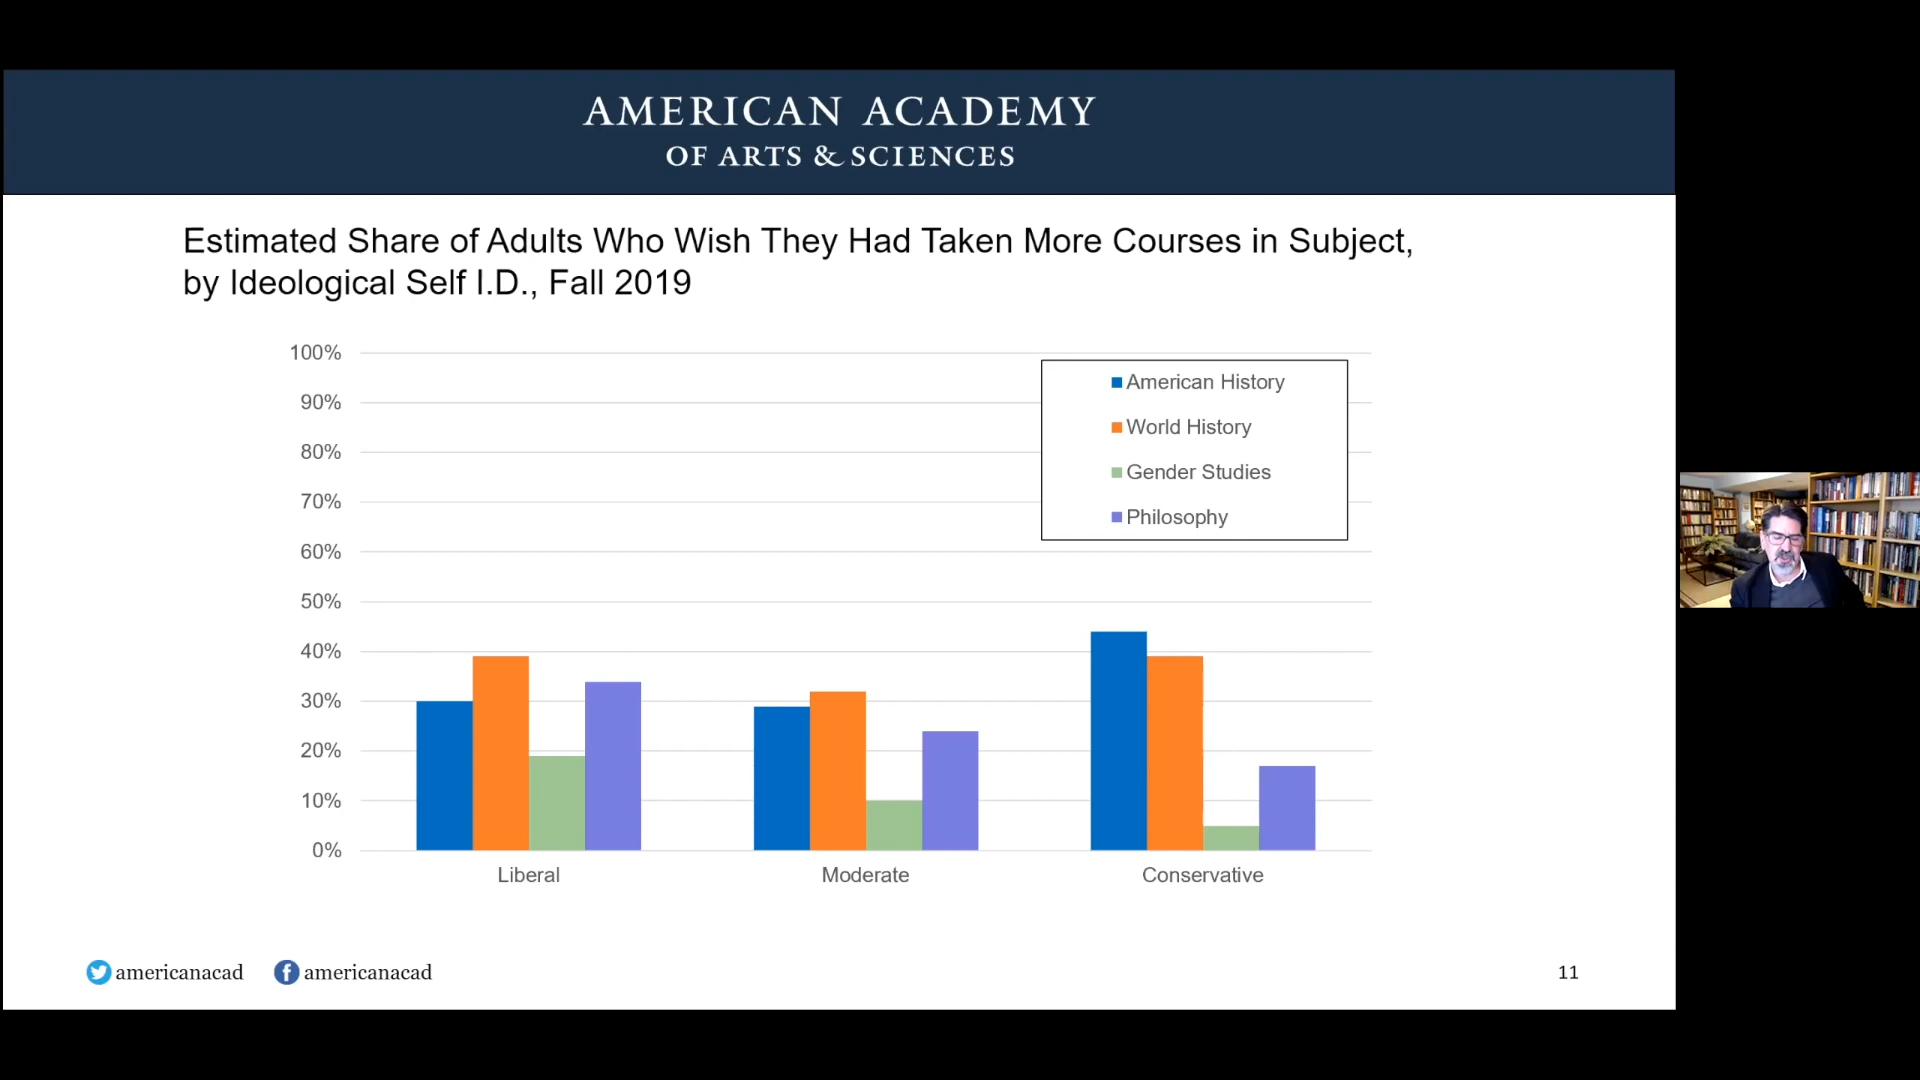 AMERICAN ACADEMY
OF ARTS & SCIENCES
Estimated Share of Adults Who Wish They Had Taken More Courses in Subject,
by Ideological Self I.D., Fall 2019
100%
90%
80%
70%
60%
50%
40%
30%
20%
10%
0%
American History
World History
Gender Studies
Philosophy
Liberal
Moderate
Conservative
americanacad
americanacad
11